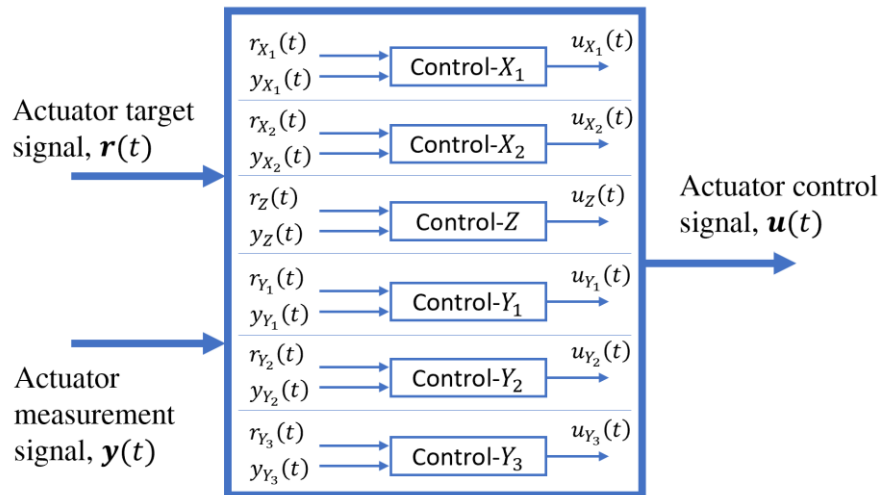 Actuator target
signal, r(t)
Actuator
measurement
signal, y(t)
r_{X_1}(t)
y_{X_1}(t)
Control-X_1
u_{X_1}(t)
r_{X_2}(t)
y_{X_2}(t)
Control-X_2
u_{X_2}(t)
r_Z(t)
y_Z(t)
Control-Z
u_Z(t)
r_{Y_1}(t)
y_{Y_1}(t)
Control-Y_1
u_{Y_1}(t)
r_{Y_2}(t)
y_{Y_2}(t)
Control-Y_2
u_{Y_2}(t)
r_{Y_3}(t)
y_{Y_3}(t)
Control-Y_3
u_{Y_3}(t)
Actuator control
signal, u(t)